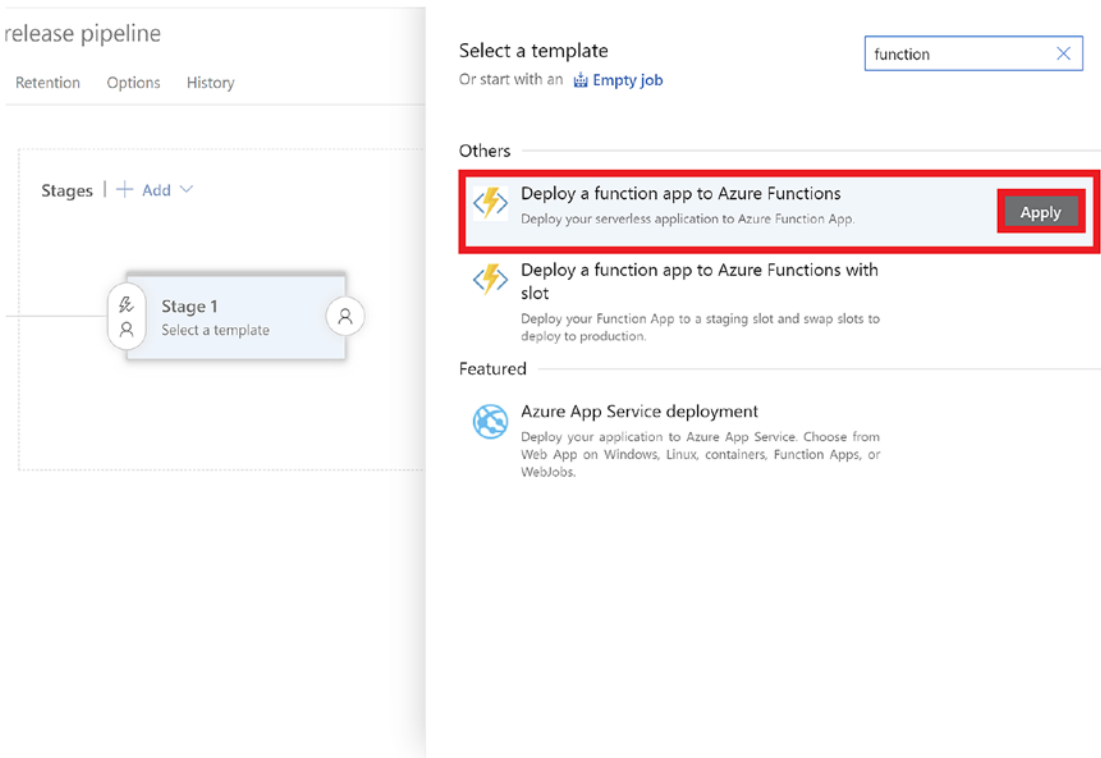 release pipeline
Retention Options History
Stages | + Add
Stage 1
Select a template
Select a template
function
Or start with an Empty job
Others
Deploy a function app to Azure Functions
Deploy your serverless application to Azure Function App.
Apply
Deploy a function app to Azure Functions with
slot
Deploy your Function App to a staging slot and swap slots to
deploy to production.
Featured
Azure App Service deployment
Deploy your application to Azure App Service. Choose from
Web App on Windows, Linux, containers, Function Apps, or
WebJobs.